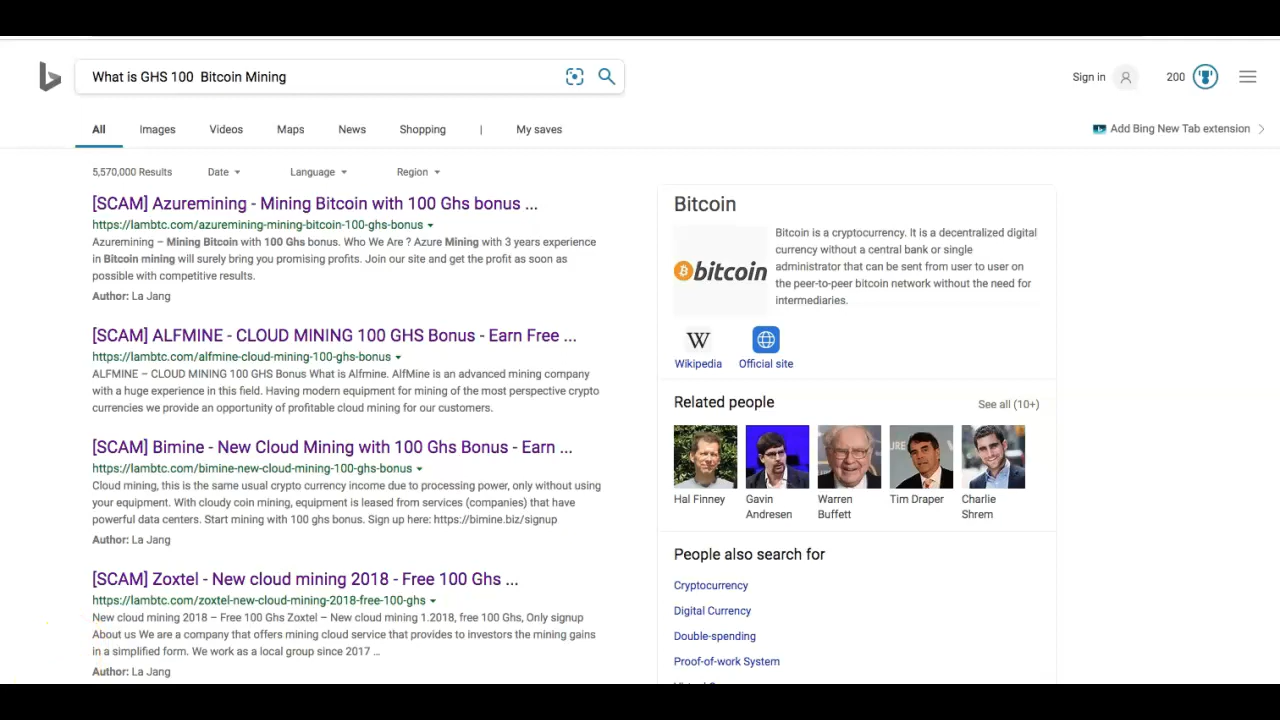 What is GHS 100  Bitcoin Mining
Sign in
200
All
Images
Videos
Maps
News
Shopping
|
My saves
Add Bing New Tab extension
5,570,000 Results
Date
Language
Region
[SCAM] Azuremining - Mining Bitcoin with 100 Ghs bonus ...
https://lambtc.com/azuremining-mining-bitcoin-100-ghs-bonus
Azuremining – Mining Bitcoin with 100 Ghs bonus. Who We Are ? Azure Mining with 3 years experience
in Bitcoin mining will surely bring you promising profits. Join our site and get the profit as soon as
possible with competitive results.
Author: La Jang
[SCAM] ALFMINE - CLOUD MINING 100 GHS Bonus - Earn Free ...
https://lambtc.com/alfmine-cloud-mining-100-ghs-bonus
ALFMINE – CLOUD MINING 100 GHS Bonus What is Alfmine. AlfMine is an advanced mining company
with a huge experience in this field. Having modern equipment for mining of the most perspective crypto
currencies we provide an opportunity of profitable cloud mining for our customers.
[SCAM] Bimine - New Cloud Mining with 100 Ghs Bonus - Earn ...
https://lambtc.com/bimine-new-cloud-mining-100-ghs-bonus
Cloud mining, this is the same usual crypto currency income due to processing power, only without using
your equipment. With cloudy coin mining, equipment is leased from services (companies) that have
powerful data centers. Start mining with 100 ghs bonus. Sign up here: https://bimine.biz/signup
Author: La Jang
[SCAM] Zoxtel - New cloud mining 2018 - Free 100 Ghs ...
https://lambtc.com/zoxtel-new-cloud-mining-2018-free-100-ghs
New cloud mining 2018 – Free 100 Ghs Zoxtel – New cloud mining 1.2018, free 100 Ghs, Only signup
About us We are a company that offers mining cloud service that provides to investors the mining gains
in a simplified form. We work as a local group since 2017 ...
Author: La Jang
Bitcoin
bitcoin
Bitcoin is a cryptocurrency. It is a decentralized digital
currency without a central bank or single
administrator that can be sent from user to user on
the peer-to-peer bitcoin network without the need for
intermediaries.
W
Wikipedia
Official site
Related people
See all (10+)
Hal Finney
Gavin
Andresen
Warren
Buffett
Tim Draper
Charlie
Shrem
People also search for
Cryptocurrency
Digital Currency
Double-spending
Proof-of-work System